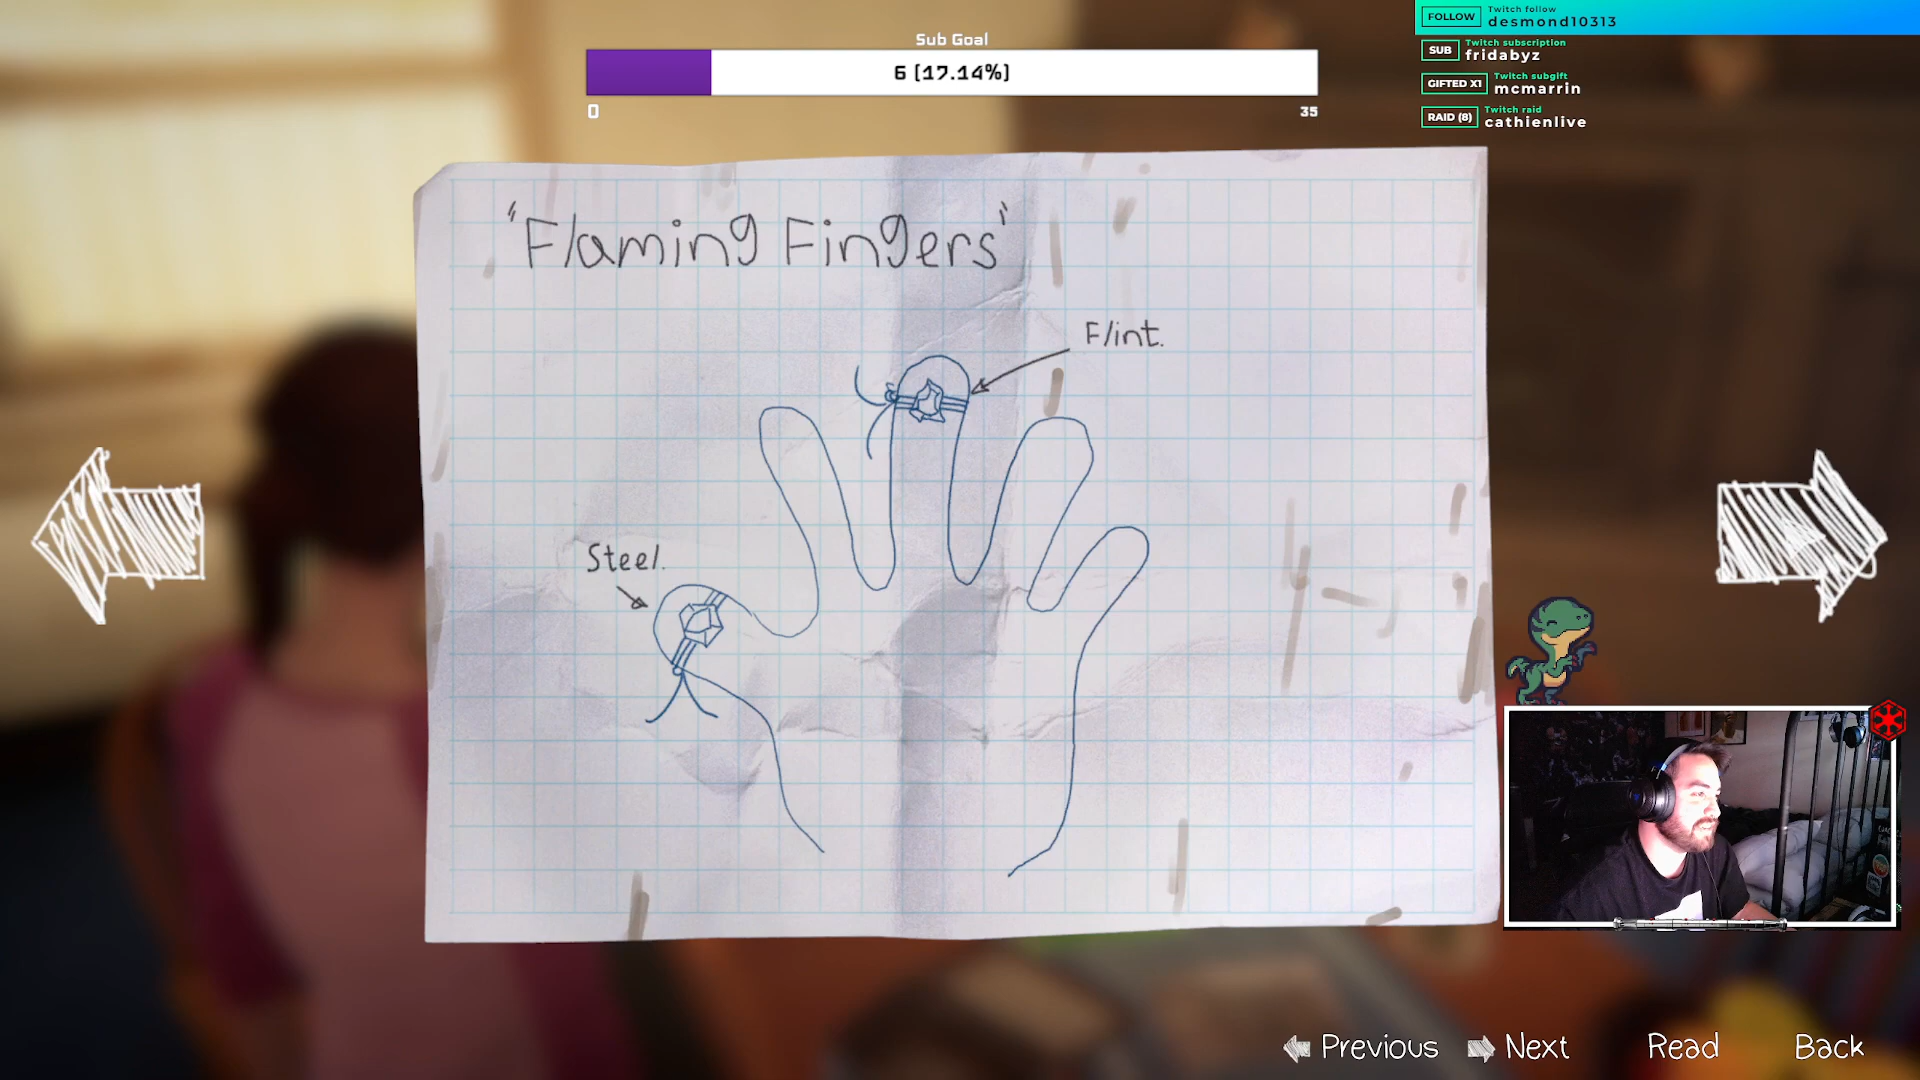 Sub Goal
6 [17.14%]
0
35
FOLLOW
Twitch follow
desmond10313
SUB
Twitch subscription
fridabyz
GIFTED X1
Twitch subgift
mcmarrin
RAID (8)
Twitch raid
cathienlive
"Flaming Fingers"
Flint.
Steel.
Previous
Next
Read
Back